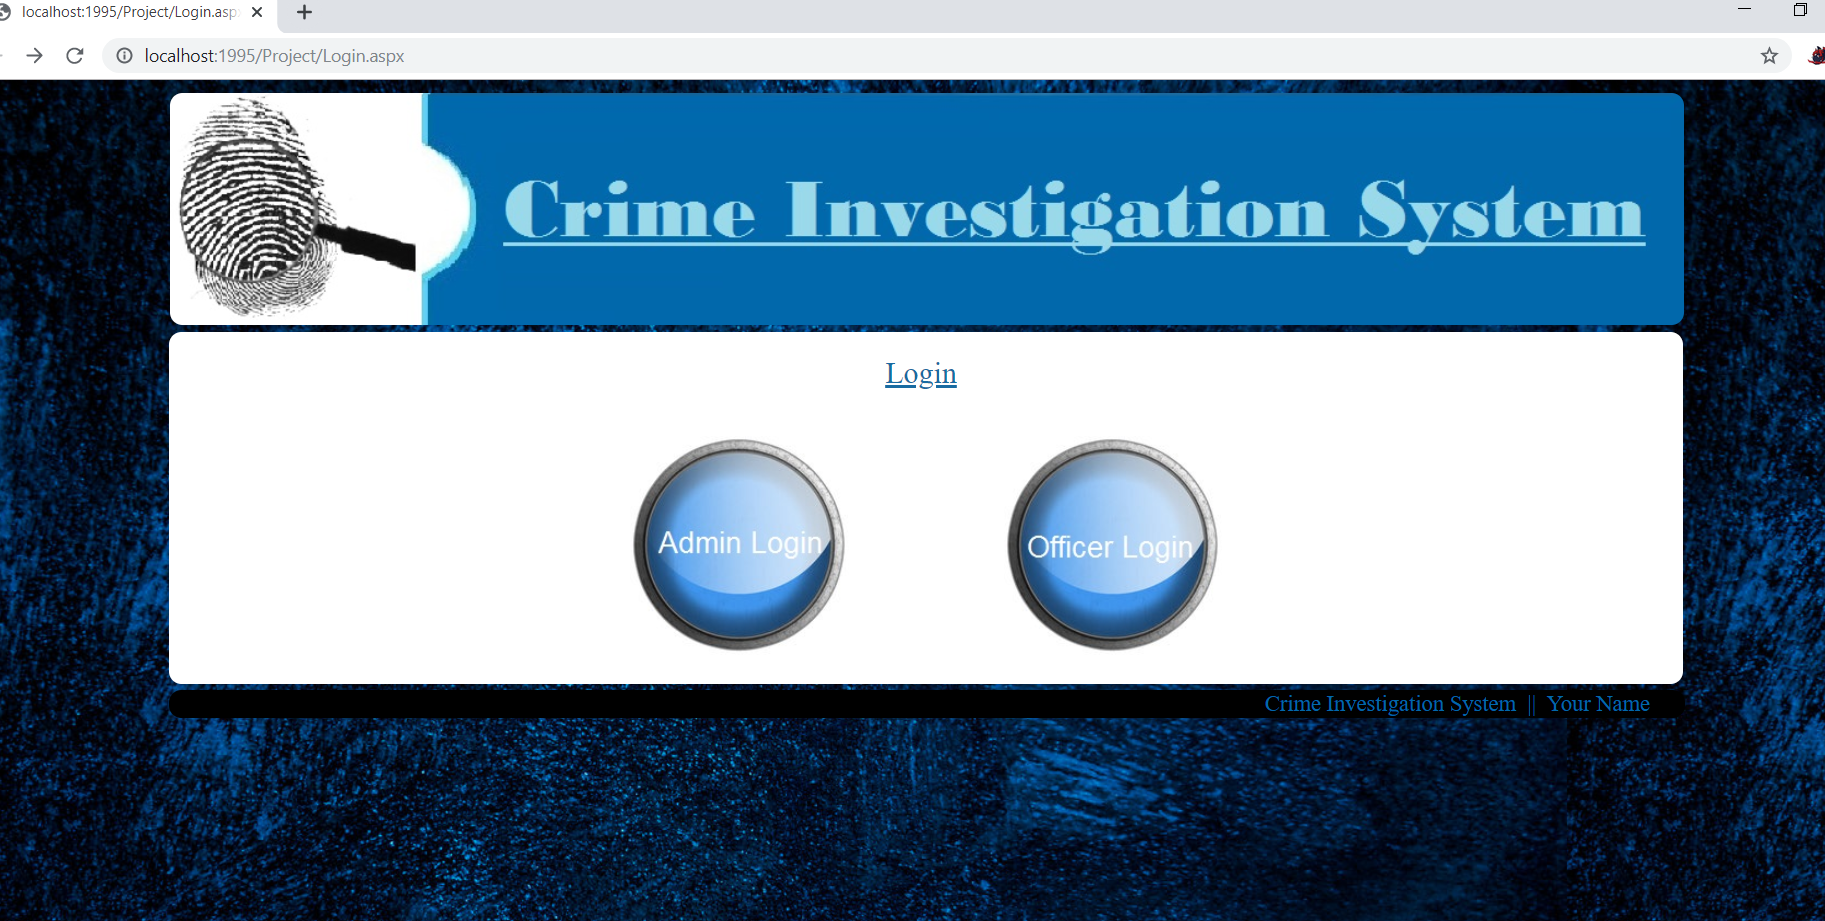 localhost:1995/Project/Login.asp
localhost:1995/Project/Login.aspx
Crime Investigation System
Login
Admin Login
Officer Login
Crime Investigation System || Your Name